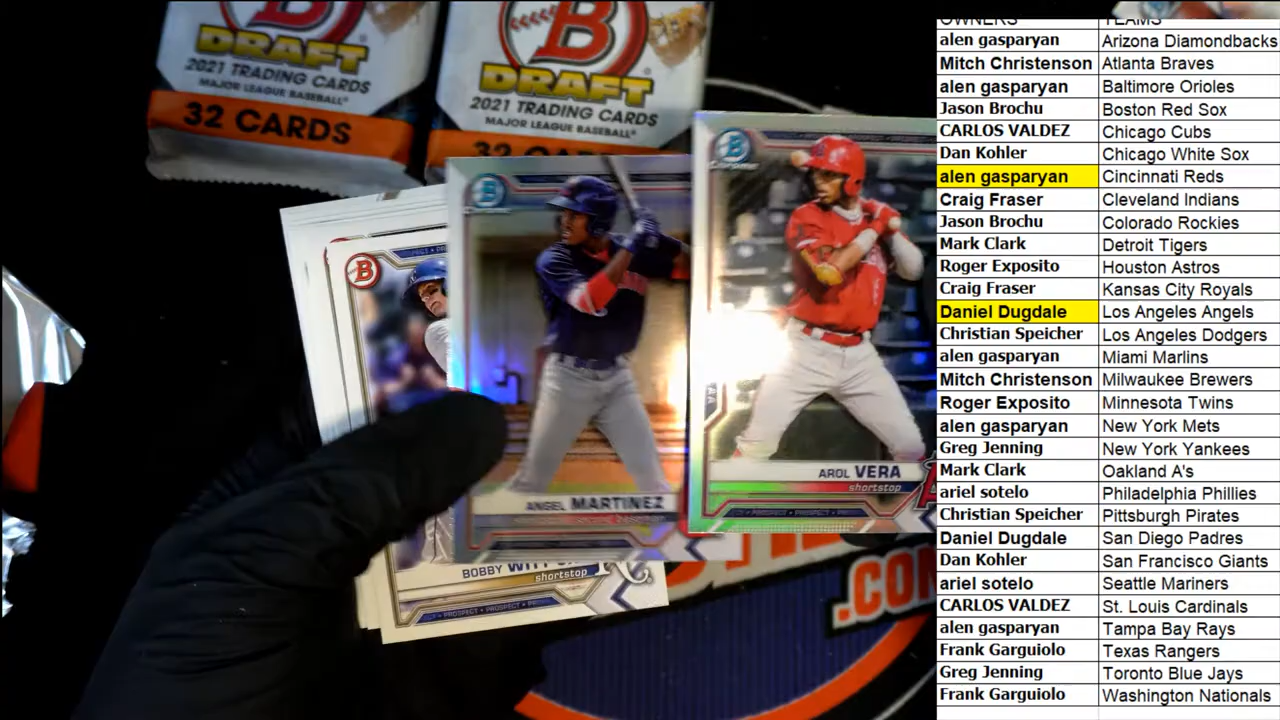 B
DRAFT
2021 TRADING CARDS
MAJOR LEAGUE BASEBALL
32 CARDS
B
DRAFT
2021 TRADING CARDS
MAJOR LEAGUE BASEBALL
32 CARDS
B
Chrome
AROL VERA
shortstop
PROSPECT
B
ANGEL MARTINEZ
B
BOBBY
shortstop
PROSPECT
.COM
OWNERS TEAMS
alen gasparyan Arizona Diamondbacks
Mitch Christenson Atlanta Braves
alen gasparyan Baltimore Orioles
Jason Brochu Boston Red Sox
CARLOS VALDEZ Chicago Cubs
Dan Kohler Chicago White Sox
alen gasparyan Cincinnati Reds
Craig Fraser Cleveland Indians
Jason Brochu Colorado Rockies
Mark Clark Detroit Tigers
Roger Exposito Houston Astros
Craig Fraser Kansas City Royals
Daniel Dugdale Los Angeles Angels
Christian Speicher Los Angeles Dodgers
alen gasparyan Miami Marlins
Mitch Christenson Milwaukee Brewers
Roger Exposito Minnesota Twins
alen gasparyan New York Mets
Greg Jenning New York Yankees
Mark Clark Oakland A's
ariel sotelo Philadelphia Phillies
Christian Speicher Pittsburgh Pirates
Daniel Dugdale San Diego Padres
Dan Kohler San Francisco Giants
ariel sotelo Seattle Mariners
CARLOS VALDEZ St. Louis Cardinals
alen gasparyan Tampa Bay Rays
Frank Garguiolo Texas Rangers
Greg Jenning Toronto Blue Jays
Frank Garguiolo Washington Nationals